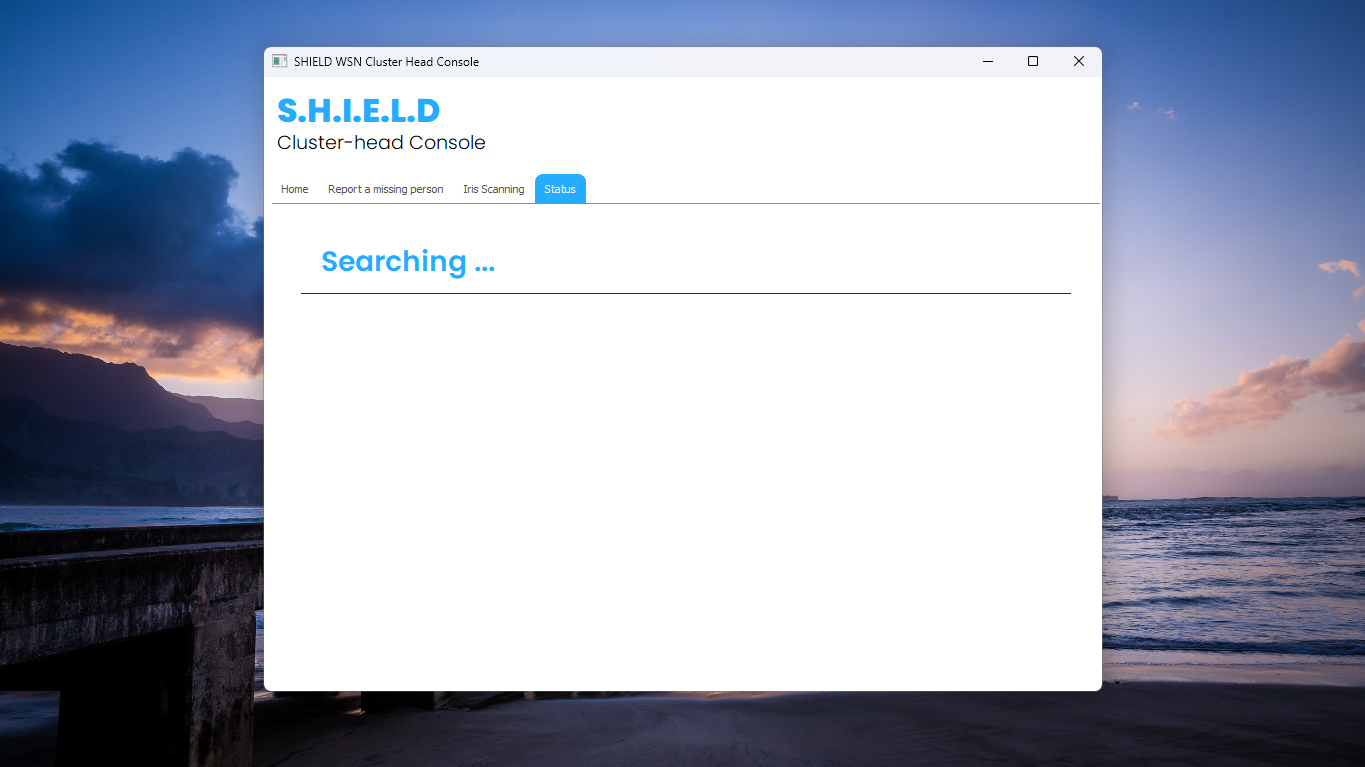 SHIELD WSN Cluster Head Console
S.H.I.E.L.D
Cluster-head Console
Home Report a missing person Iris Scanning Status
Searching ...